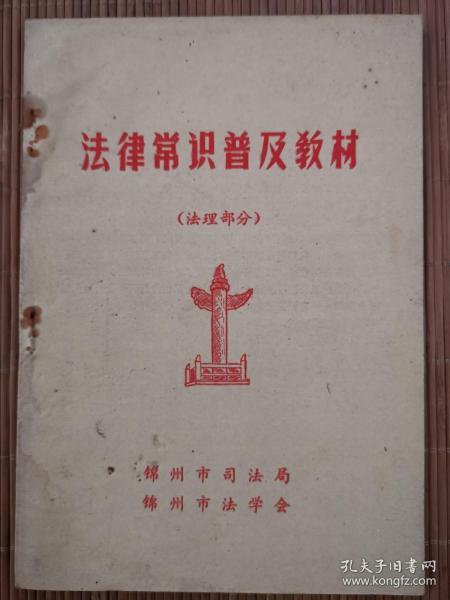 法律常识普及教材
（法理部分）
锦州市司法局
锦州市法学会
孔夫子旧书网
www.kongfz.com